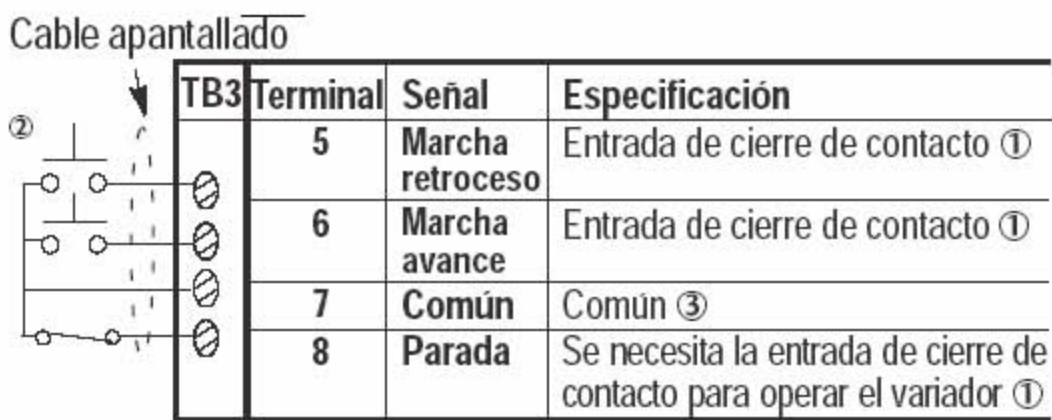 Cable apantallado
TB3 Terminal Señal Especificación
②
5 Marcha Entrada de cierre de contacto ①
retroceso
6 Marcha Entrada de cierre de contacto ①
avance
7 Común Común ③
8 Parada Se necesita la entrada de cierre de
contacto para operar el variador ①